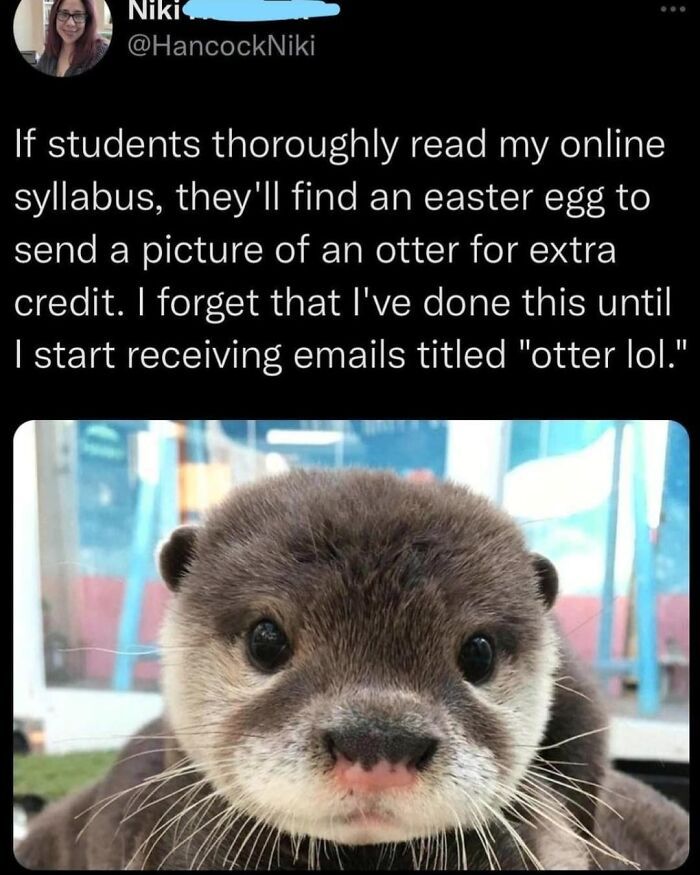 Niki
@HancockNiki
If students thoroughly read my online
syllabus, they'll find an easter egg to
send a picture of an otter for extra
credit. I forget that I've done this until
I start receiving emails titled "otter lol."